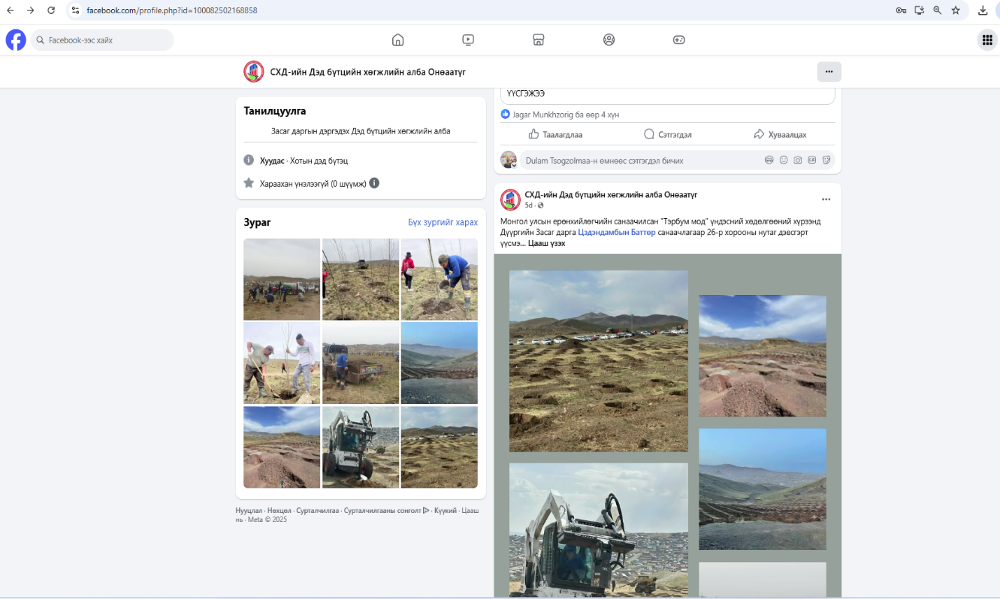 facebook.com/profile.php?id=100082502168858
Facebook-ээс хайх
СХД-ийн Дэд бүтцийн хөгжлийн алба Онөаатүг
Танилцуулга
Засаг даргын дэргэдэх Дэд бүтцийн хөгжлийн алба
Хуудас · Хотын дэд бүтэц
Хараахан үнэлээгүй (0 шүүмж)
Зураг
Бүх зургийг харах
Нууцлал · Нөхцөл · Сурталчилгаа · Сурталчилгааны сонголт · Күүкий · Цааш
нь · Meta © 2025
ҮҮСГЭЖЭЭ
Jagar Munkhzorig ба өөр 4 хүн
Таалагдлаа
Сэтгэгдэл
Хуваалцах
Dulam Tsogzolmaa-н өмнөөс сэтгэгдэл бичих
GIF
СХД-ийн Дэд бүтцийн хөгжлийн алба Онөаатүг
5d ·
Монгол улсын ерөнхийлөгчийн санаачилсан "Тэрбум мод" үндэсний хөдөлгөөний хүрээнд
Дүүргийн Засаг дарга Цэдэндамбын Баттөр санаачлагаар 26-р хорооны нутаг дэвсгэрт
үүсмэ... Цааш үзэх